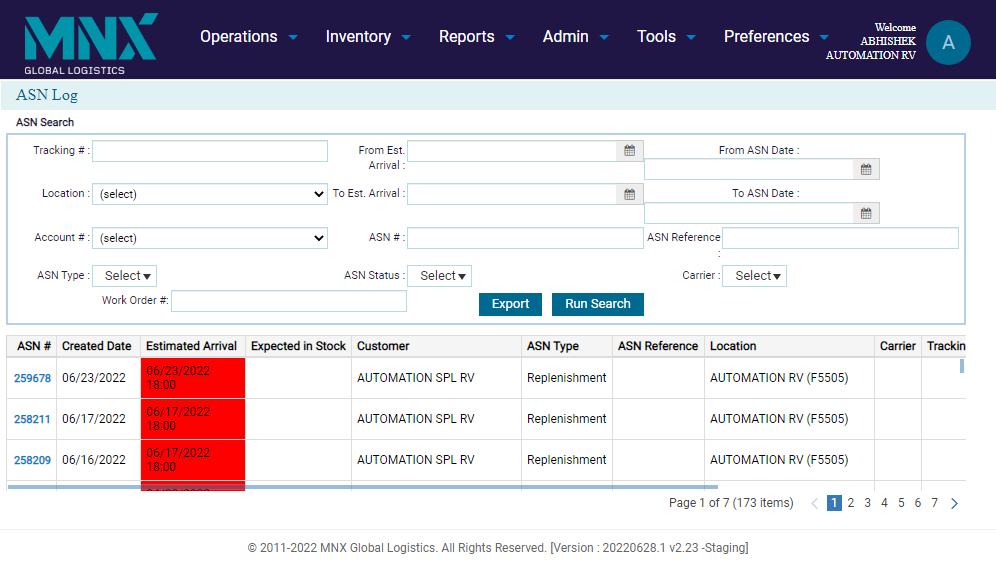 MNX
GLOBAL LOGISTICS
Operations Inventory Reports Admin Tools Preferences
Welcome
ABHISHEK
AUTOMATION RV
A
ASN Log
ASN Search
Tracking # : From Est. Arrival : From ASN Date :
Location : (select) To Est. Arrival : To ASN Date :
Account # : (select) ASN # : ASN Reference :
ASN Type : Select ASN Status : Select Carrier : Select
Work Order #: Export Run Search
ASN # Created Date Estimated Arrival Expected in Stock Customer ASN Type ASN Reference Location Carrier Trackin
259678 06/23/2022 06/23/2022 18:00 AUTOMATION SPL RV Replenishment AUTOMATION RV (F5505)
258211 06/17/2022 06/17/2022 18:00 AUTOMATION SPL RV Replenishment AUTOMATION RV (F5505)
258209 06/16/2022 06/17/2022 18:00 AUTOMATION SPL RV Replenishment AUTOMATION RV (F5505)
Page 1 of 7 (173 items) 1 2 3 4 5 6 7
© 2011-2022 MNX Global Logistics. All Rights Reserved. [Version : 20220628.1 v2.23 -Staging]